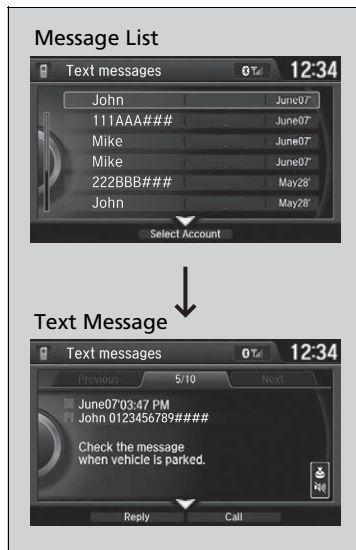 Message List
Text messages 12:34
John June07'
111AAA### June07'
Mike June07'
Mike June07'
222BBB### May28'
John May28'
Select Account
Text Message
Text messages 12:34
Previous 5/10 Next
June07'03:47 PM
John 0123456789####
Check the message
when vehicle is parked.
Reply Call